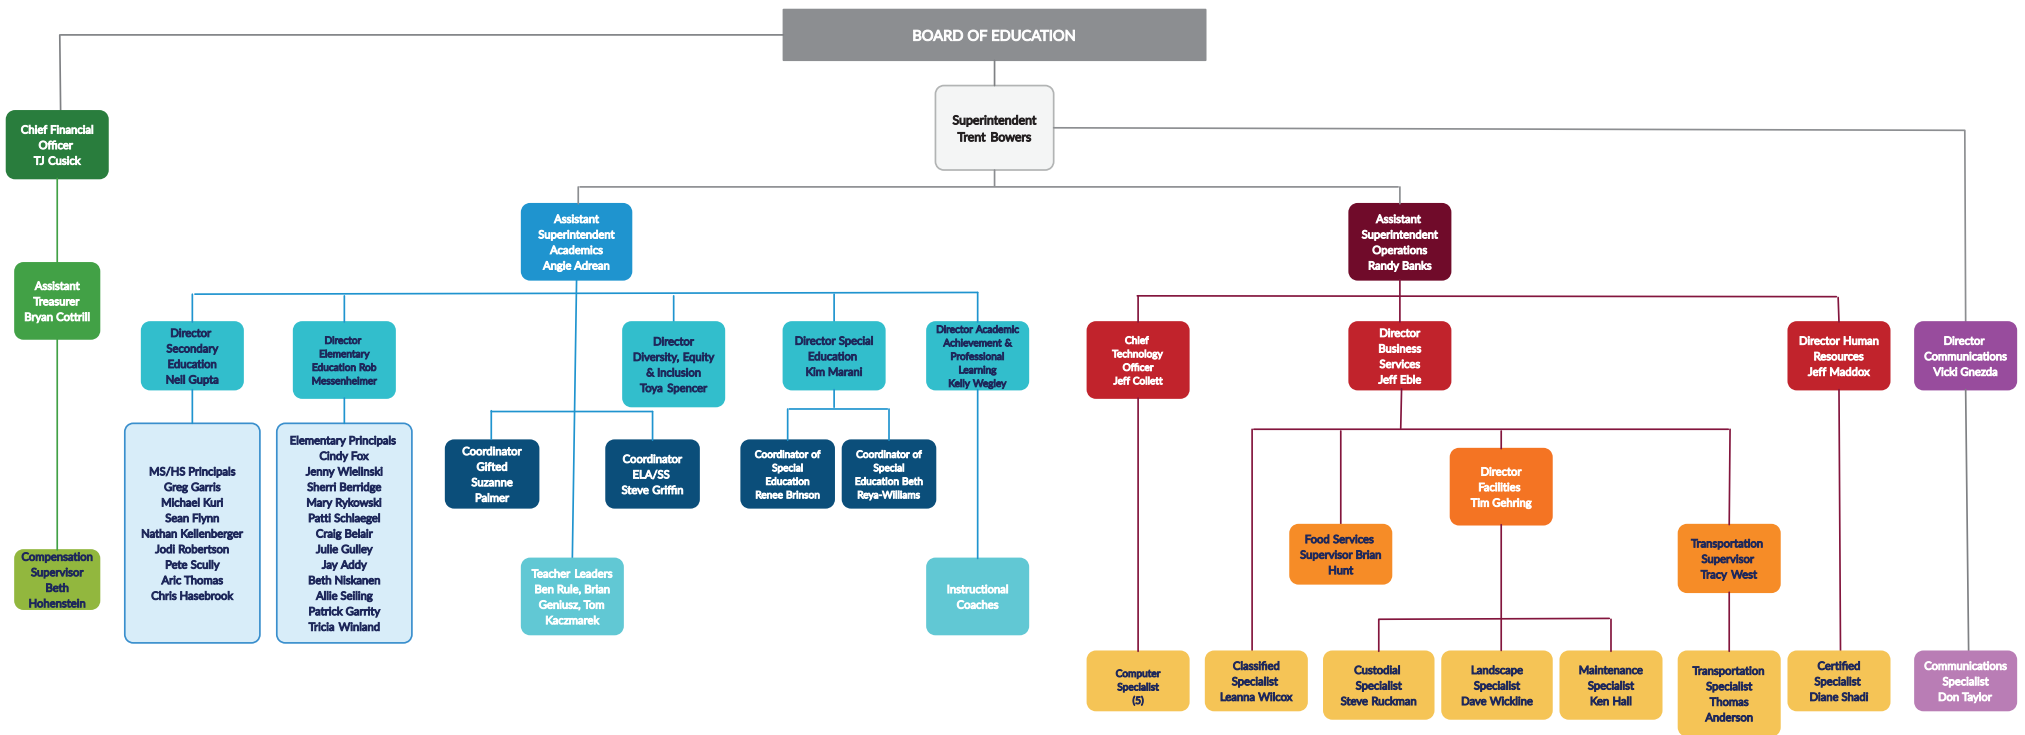 BOARD OF EDUCATION
Superintendent
Trent Bowers
Chief Financial
Officer
TJ Cusick
Assistant
Treasurer
Bryan Cottrill
Compensation
Supervisor
Beth
Hohenstein
Assistant
Superintendent
Academics
Angie Adrean
Assistant
Superintendent
Operations
Randy Banks
Director
Secondary
Education
Neil Gupta
Director
Elementary
Education Rob
Messenheimer
Director
Diversity, Equity
& Inclusion
Toya Spencer
Director Special
Education
Kim Marani
Director Academic
Achievement &
Professional
Learning
Kelly Wegley
Chief
Technology
Officer
Jeff Collett
Director
Business
Services
Jeff Eble
Director Human
Resources
Jeff Maddox
Director
Communications
Vicki Gnezda
MS/HS Principals
Greg Garris
Michael Kuri
Sean Flynn
Nathan Kellenberger
Jodi Robertson
Pete Scully
Aric Thomas
Chris Hasebrook
Elementary Principals
Cindy Fox
Jenny Wielinski
Sherri Berridge
Mary Rykowski
Patti Schlaegel
Craig Belair
Julie Gulley
Jay Addy
Beth Niskanen
Allie Seiling
Patrick Garrity
Tricia Winland
Coordinator
Gifted
Suzanne
Palmer
Coordinator
ELA/SS
Steve Griffin
Coordinator of
Special
Education
Renee Brinson
Coordinator of
Special
Education Beth
Reya-Williams
Director
Facilities
Tim Gehring
Food Services
Supervisor Brian
Hunt
Transportation
Supervisor
Tracy West
Teacher Leaders
Ben Rule, Brian
Geniusz, Tom
Kaczmarek
Instructional
Coaches
Computer
Specialist
(5)
Classified
Specialist
Leanna Wilcox
Custodial
Specialist
Steve Ruckman
Landscape
Specialist
Dave Wickline
Maintenance
Specialist
Ken Hall
Transportation
Specialist
Thomas
Anderson
Certified
Specialist
Diane Shadi
Communications
Specialist
Don Taylor